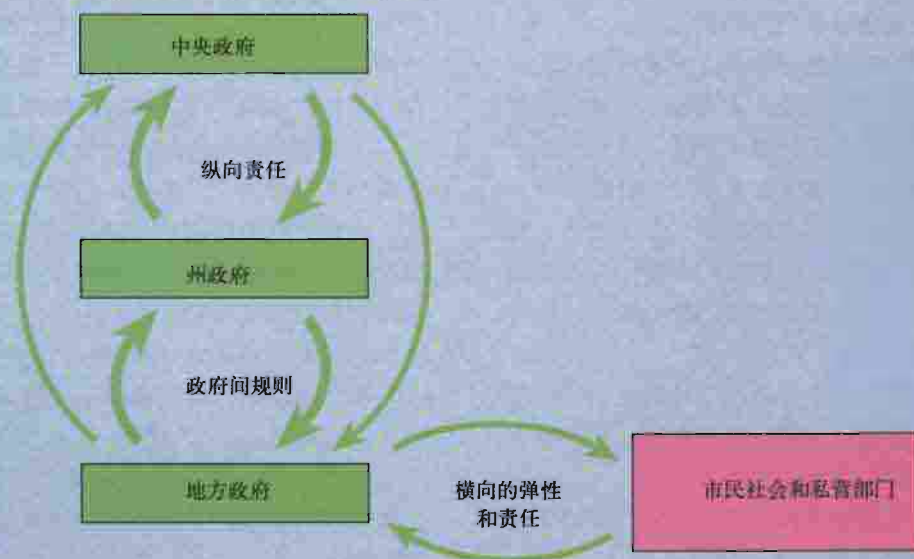 中央政府
纵向责任
州政府
政府间规则
地方政府
横向的弹性
和责任
市民社会和私营部门